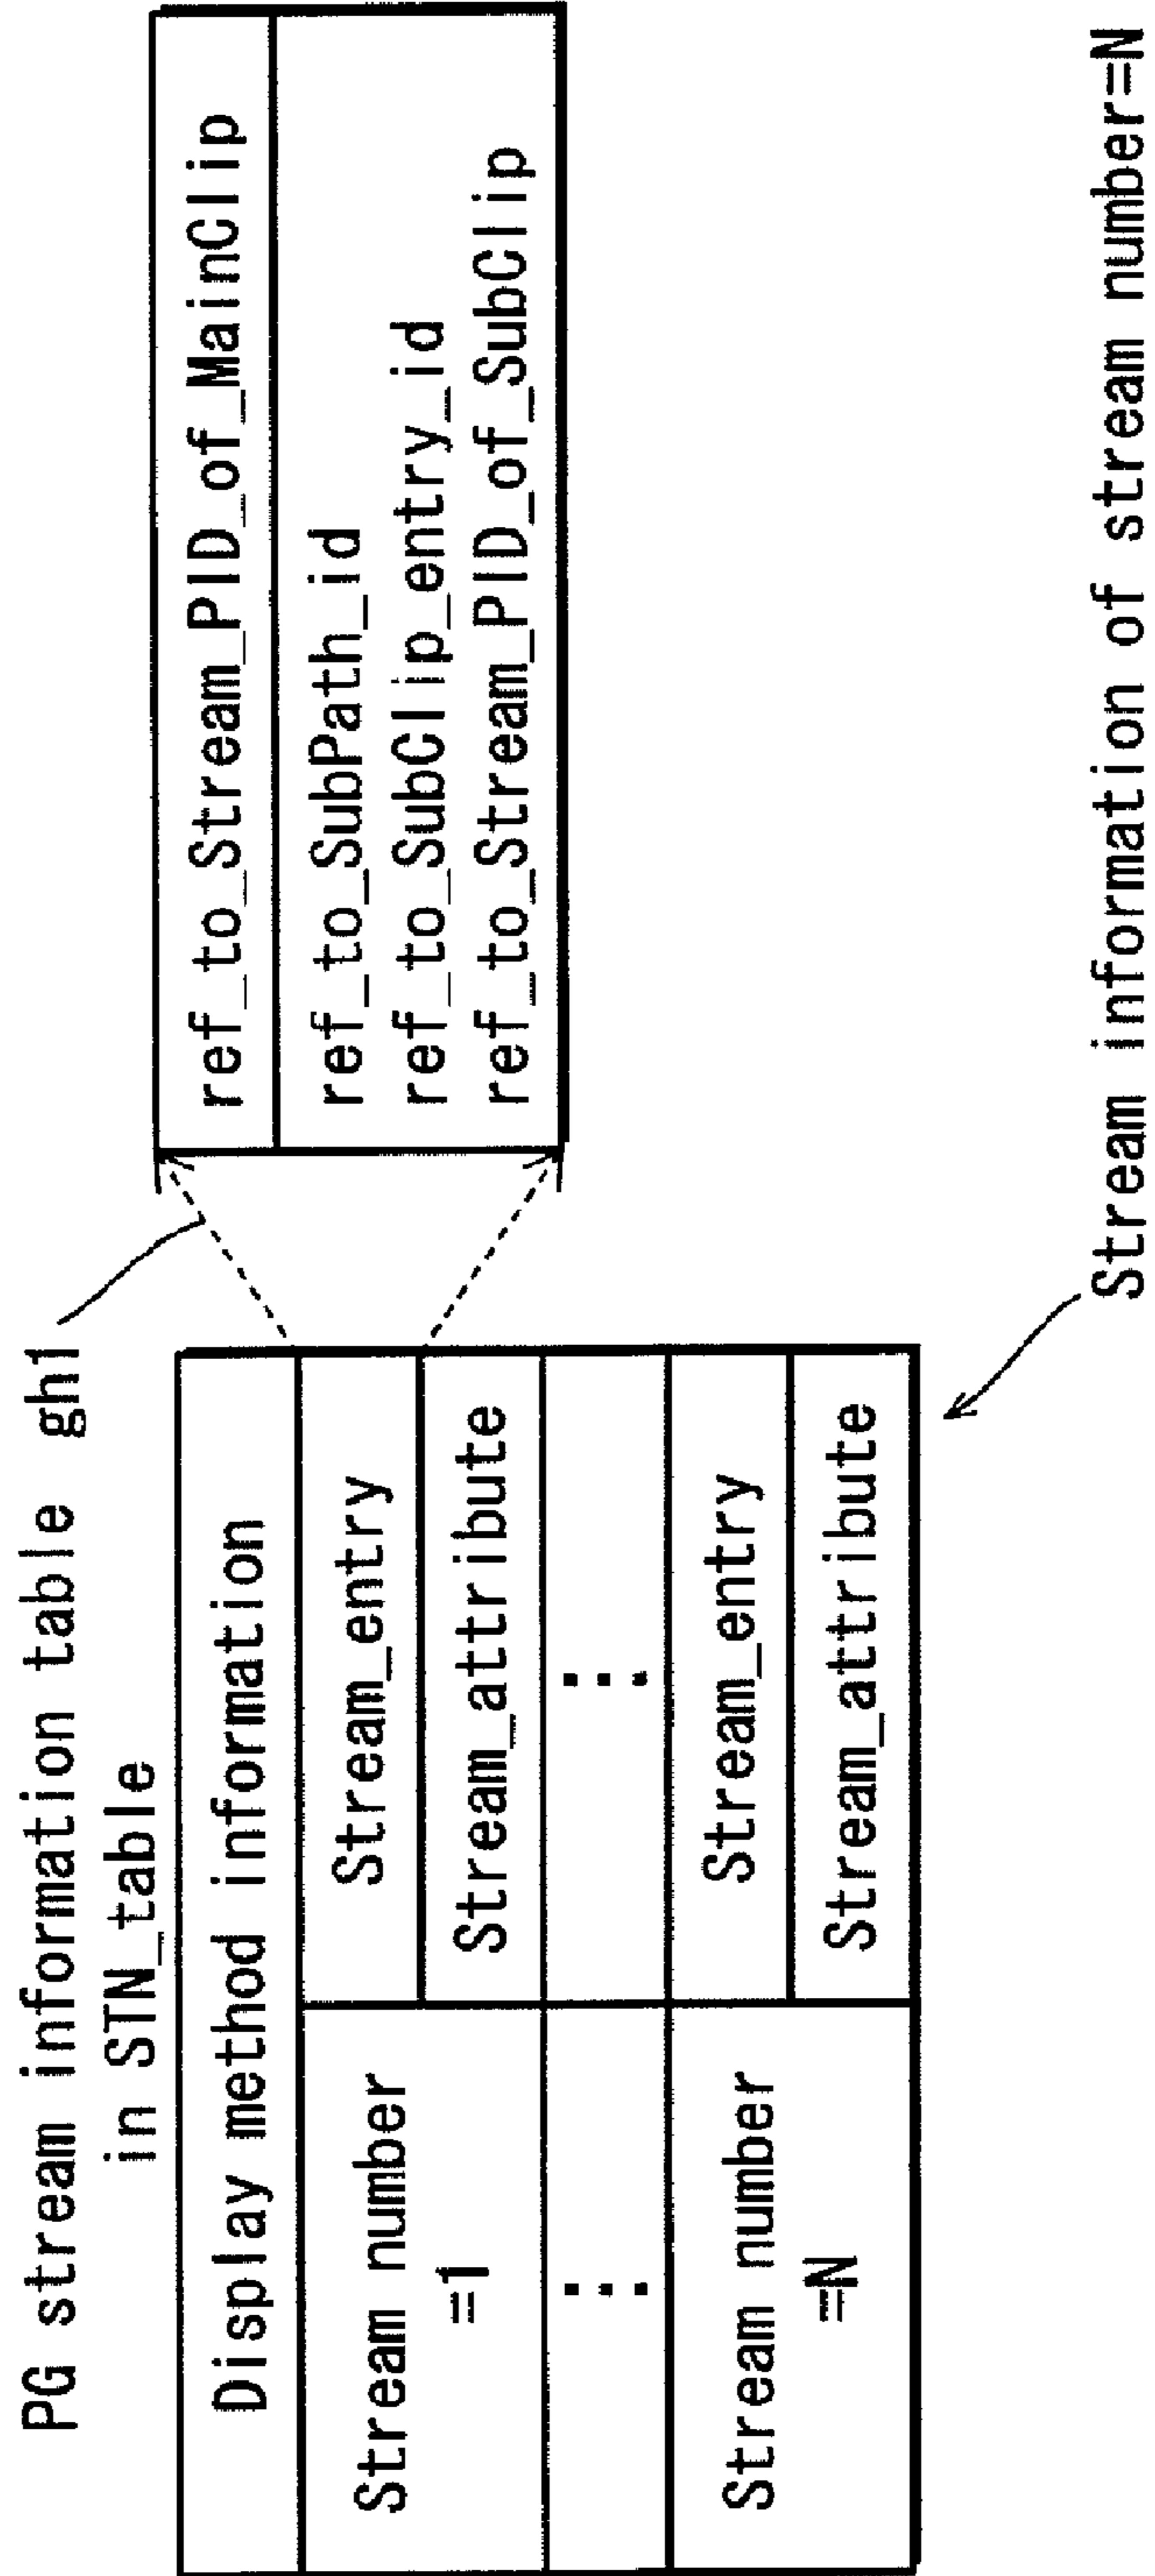 PG stream information table
in STN_table
gh1
Display method information
Stream number
=1
Stream_entry
Stream_attribute
⋮
⋮
Stream number
=N
Stream_entry
Stream_attribute
ref_to_Stream_PID_of_MainClip
ref_to_SubPath_id
ref_to_SubClip_entry_id
ref_to_Stream_PID_of_SubClip
Stream information of stream number=N